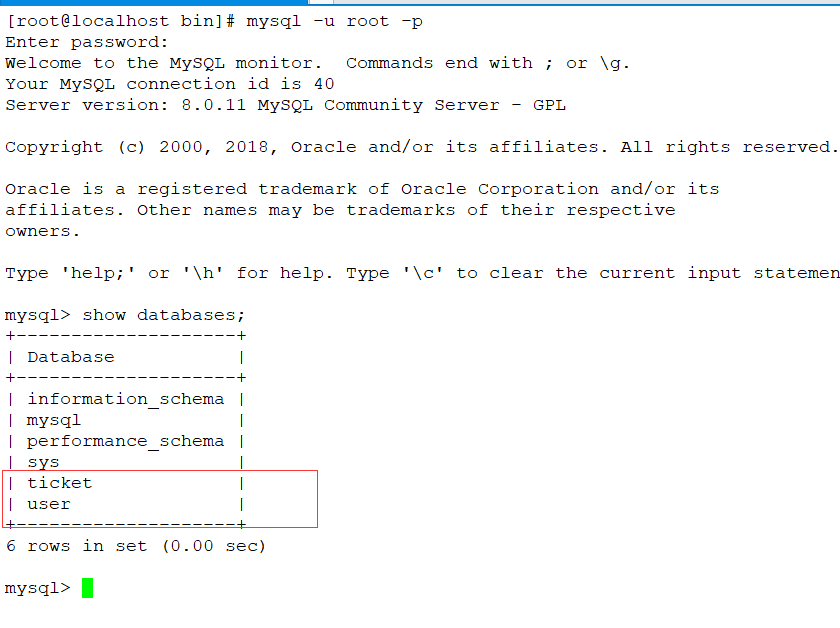 [root@localhost bin]# mysql -u root -p
Enter password:
Welcome to the MySQL monitor.  Commands end with ; or \g.
Your MySQL connection id is 40
Server version: 8.0.11 MySQL Community Server - GPL
Copyright (c) 2000, 2018, Oracle and/or its affiliates. All rights reserved.
Oracle is a registered trademark of Oracle Corporation and/or its
affiliates. Other names may be trademarks of their respective
owners.
Type 'help;' or '\h' for help. Type '\c' to clear the current input statemen
mysql> show databases;
+--------------------+
| Database           |
+--------------------+
| information_schema |
| mysql              |
| performance_schema |
| sys                |
| ticket             |
| user               |
+--------------------+
6 rows in set (0.00 sec)
mysql>